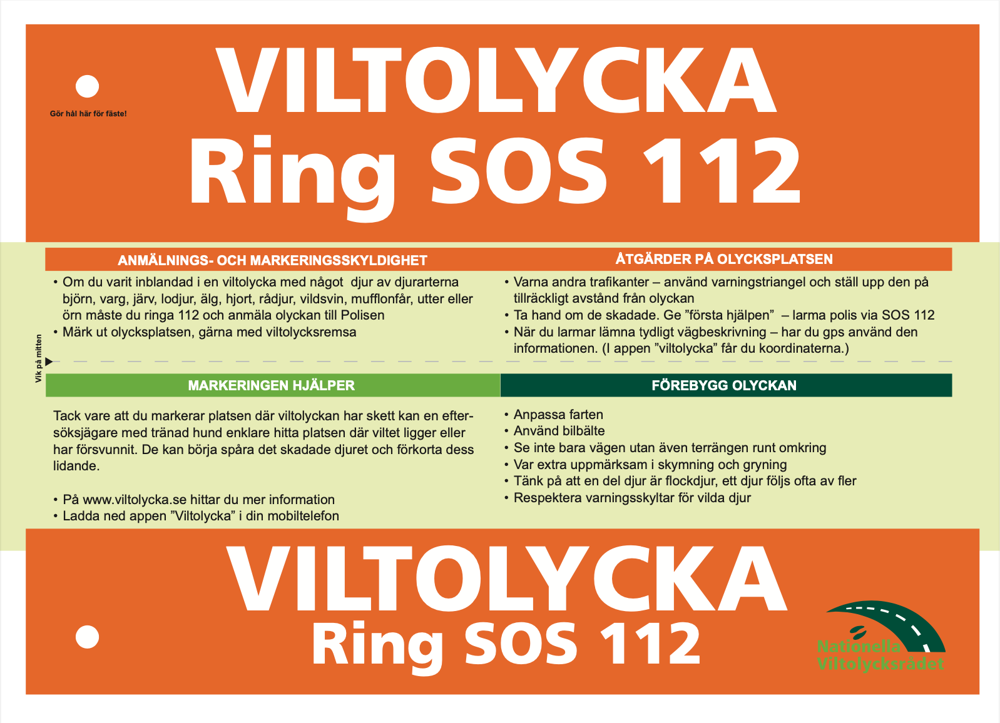 VILTOLYCKA
Gör hål här för fäste!
Ring SOS 112
ANMÄLNINGS- OCH MARKERINGSSKYLDIGHET
• Om du varit inblandad i en viltolycka med något  djur av djurarterna
björn, varg, järv, lodjur, älg, hjort, rådjur, vildsvin, mufflonfår, utter eller
örn måste du ringa 112 och anmäla olyckan till Polisen
• Märk ut olycksplatsen, gärna med viltolycksremsa
ÅTGÄRDER PÅ OLYCKSPLATSEN
• Varna andra trafikanter – använd varningstriangel och ställ upp den på
tillräckligt avstånd från olyckan
• Ta hand om de skadade. Ge ”första hjälpen”  – larma polis via SOS 112
• När du larmar lämna tydligt vägbeskrivning – har du gps använd den
informationen. (I appen ”viltolycka” får du koordinaterna.)
Vik på mitten
MARKERINGEN HJÄLPER
Tack vare att du markerar platsen där viltolyckan har skett kan en efter-
söksjägare med tränad hund enklare hitta platsen där viltet ligger eller
har försvunnit. De kan börja spåra det skadade djuret och förkorta dess
lidande.
• På www.viltolycka.se hittar du mer information
• Ladda ned appen ”Viltolycka” i din mobiltelefon
FÖREBYGG OLYCKAN
• Anpassa farten
• Använd bilbälte
• Se inte bara vägen utan även terrängen runt omkring
• Var extra uppmärksam i skymning och gryning
• Tänk på att en del djur är flockdjur, ett djur följs ofta av fler
• Respektera varningsskyltar för vilda djur
VILTOLYCKA
Ring SOS 112
Nationella
Viltolycksrådet